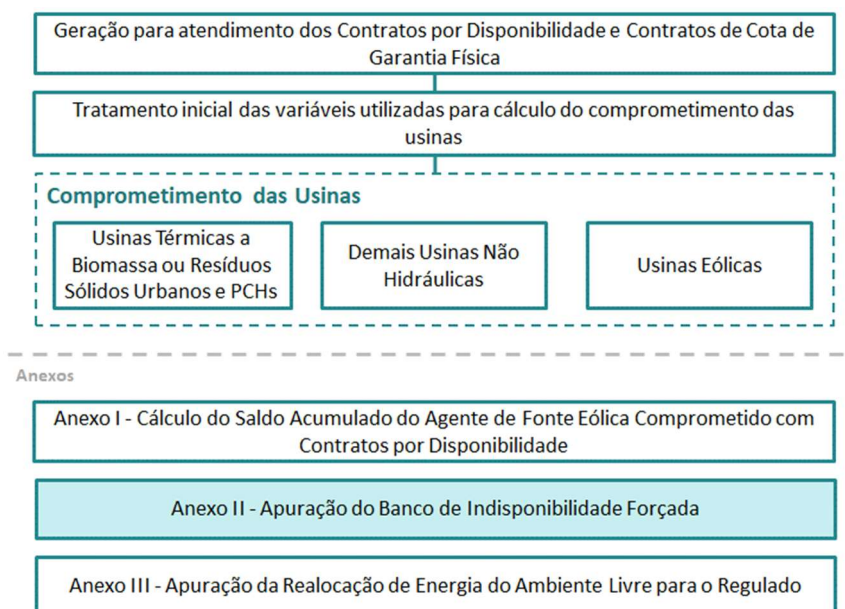 Geração para atendimento dos Contratos por Disponibilidade e Contratos de Cota de
Garantia Física
Tratamento inicial das variáveis utilizadas para cálculo do comprometimento das
usinas
Comprometimento das Usinas
Usinas Térmicas a
Biomassa ou Resíduos
Sólidos Urbanos e PCHs
Demais Usinas Não
Hidráulicas
Usinas Eólicas
Anexos
Anexo I - Cálculo do Saldo Acumulado do Agente de Fonte Eólica Comprometido com
Contratos por Disponibilidade
Anexo II - Apuração do Banco de Indisponibilidade Forçada
Anexo III - Apuração da Realocação de Energia do Ambiente Livre para o Regulado